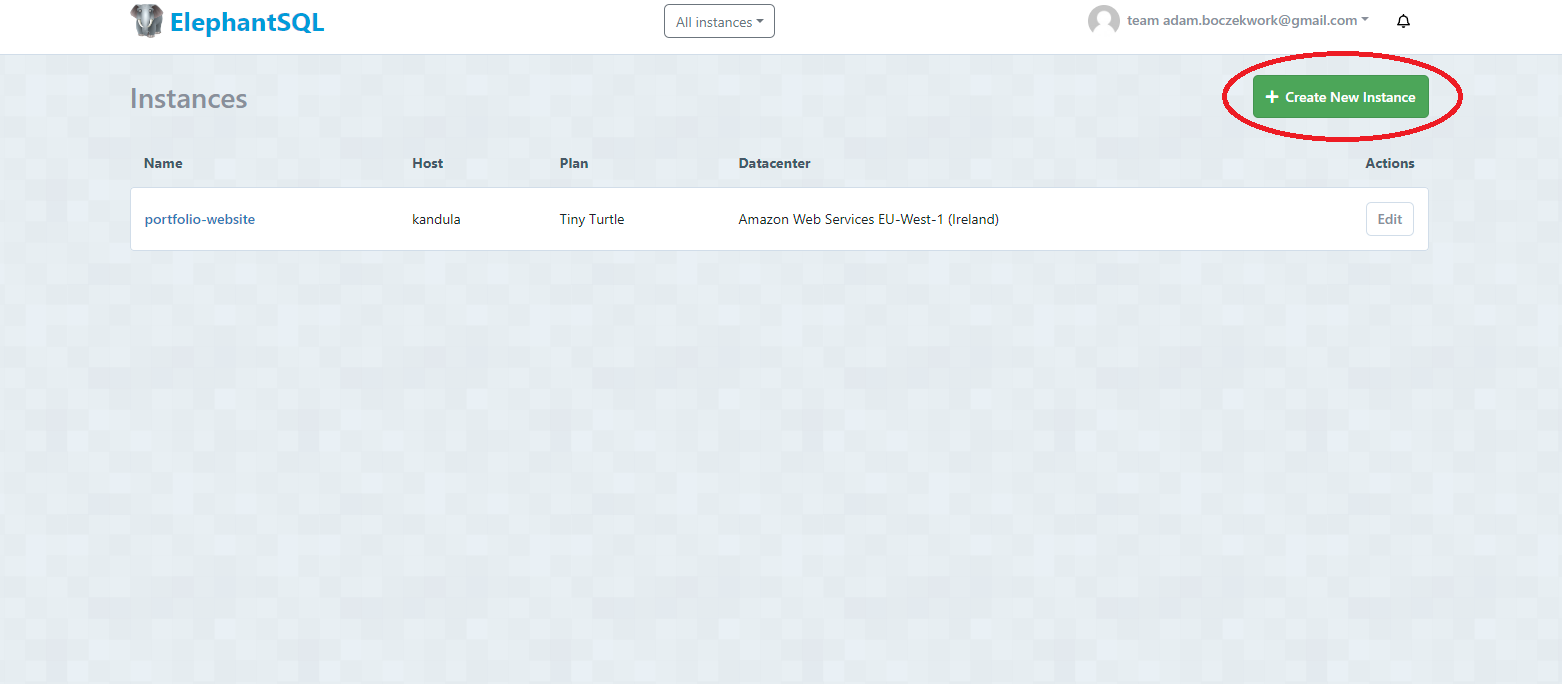 ElephantSQL
All instances
team adam.boczekwork@gmail.com
Instances
Create New Instance
Name Host Plan Datacenter Actions
portfolio-website kandula Tiny Turtle Amazon Web Services EU-West-1 (Ireland) Edit